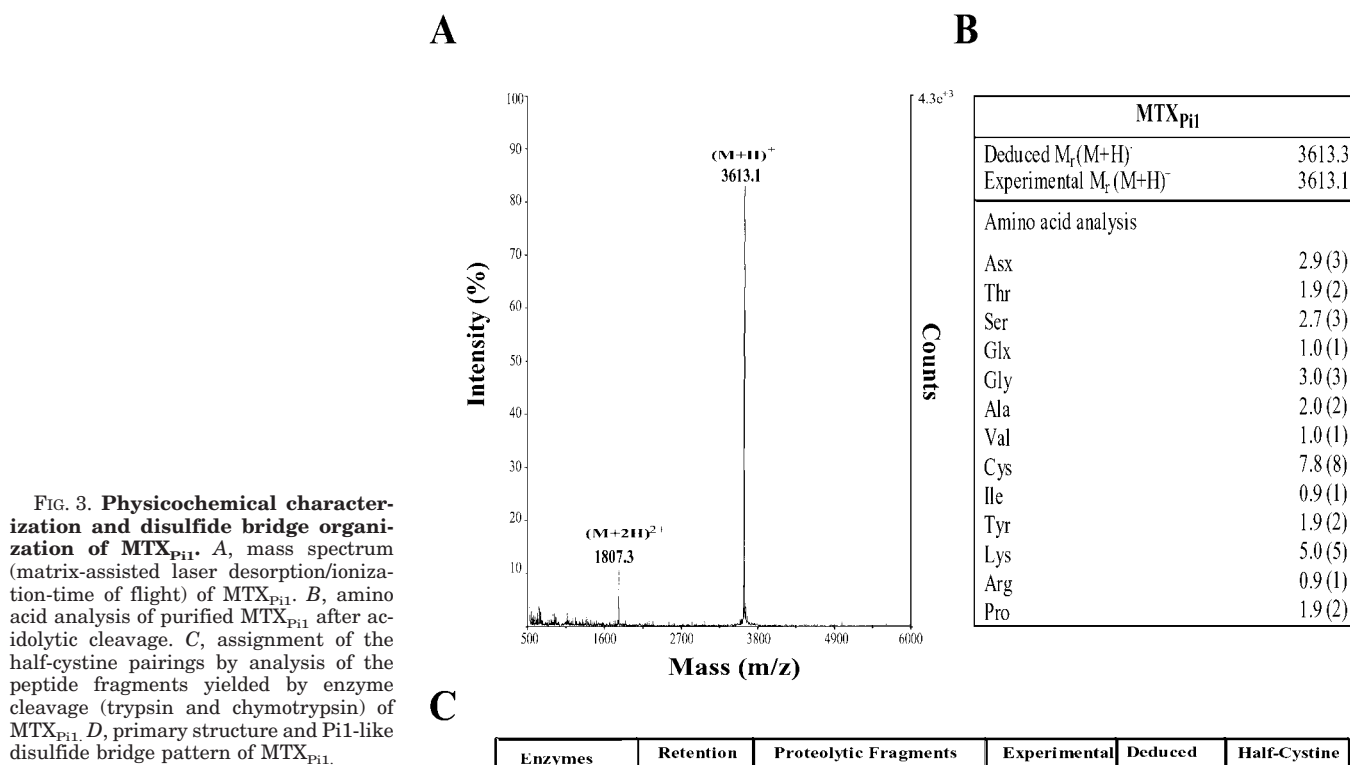 A
B
100
90
80
70
60
50
40
30
20
10
Intensity (%)
(M+H)+
3613.1
(M+2H)2+
1807.3
500 1600 2700 3800 4900 6000
Mass (m/z)
4.3e+3
Counts
MTXPi1
Deduced Mr(M+H)- 3613.3
Experimental Mr(M+H)- 3613.1
Amino acid analysis
Asx 2.9 (3)
Thr 1.9 (2)
Ser 2.7 (3)
Glx 1.0 (1)
Gly 3.0 (3)
Ala 2.0 (2)
Val 1.0 (1)
Cys 7.8 (8)
Ile 0.9 (1)
Tyr 1.9 (2)
Lys 5.0 (5)
Arg 0.9 (1)
Pro 1.9 (2)
FIG. 3. Physicochemical character-
ization and disulfide bridge organi-
zation of MTXPi1. A, mass spectrum
(matrix-assisted laser desorption/ioniza-
tion-time of flight) of MTXPi1. B, amino
acid analysis of purified MTXPi1 after ac-
idolytic cleavage. C, assignment of the
half-cystine pairings by analysis of the
peptide fragments yielded by enzyme
cleavage (trypsin and chymotrypsin) of
MTXPi1. D, primary structure and Pi1-like
disulfide bridge pattern of MTXPi1.
C
Enzymes Retention Proteolytic Fragments Experimental Deduced Half-Cystine